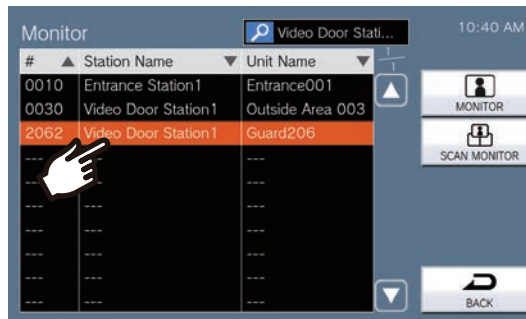 Monitor
Video Door Stati...
10:40 AM
# Station Name Unit Name
1
1
0010 Entrance Station1 Entrance001
0030 Video Door Station1 Outside Area 003
2062 Video Door Station1 Guard206
--- --- ---
--- --- ---
--- --- ---
--- --- ---
--- --- ---
--- --- ---
--- --- ---
MONITOR
SCAN MONITOR
BACK